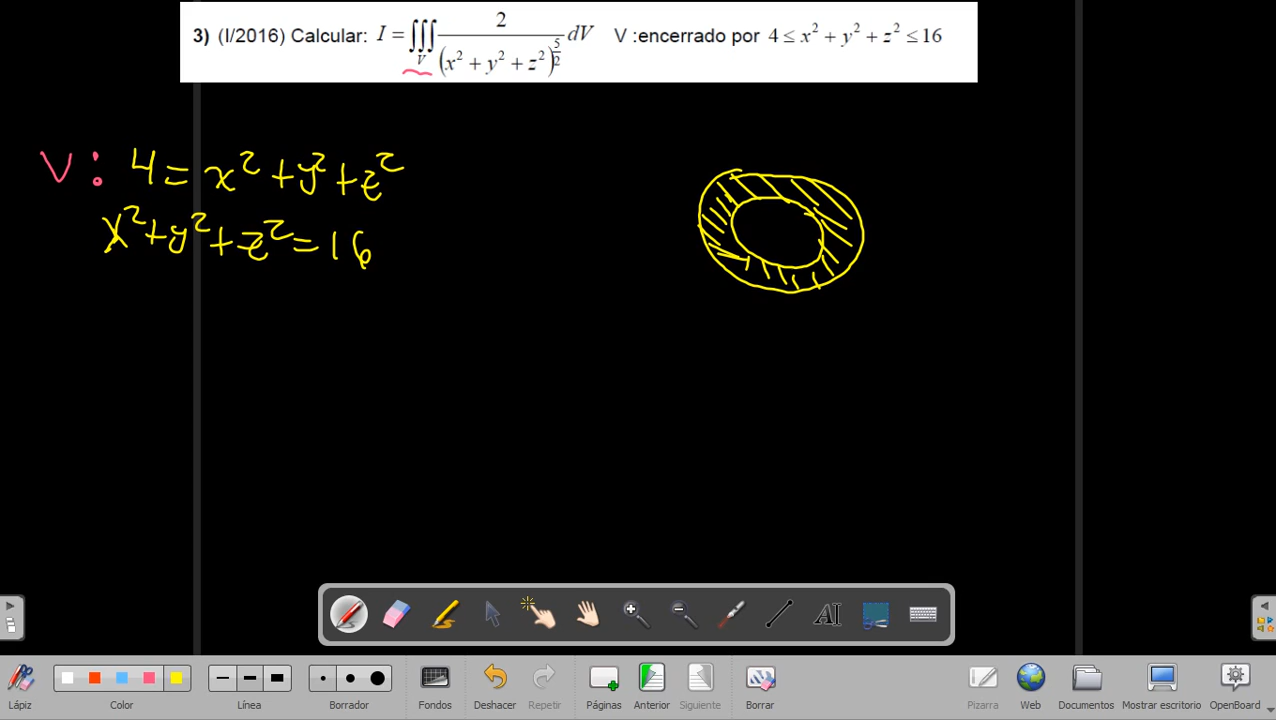 3) (I/2016) Calcular: I = ∭_V 2/(x² + y² + z²)^(5/2) dV V :encerrado por 4 ≤ x² + y² + z² ≤ 16
V : 4 = x² + y² + z²
x² + y² + z² = 16
AI
Lápiz Color Línea Borrador Fondos Deshacer Repetir Páginas Anterior Siguiente Borrar Pizarra Web Documentos Mostrar escritorio OpenBoard